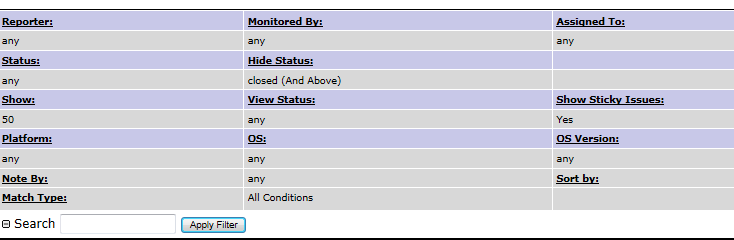 Reporter: Monitored By: Assigned To:
any any any
Status: Hide Status:
any closed (And Above)
Show: View Status: Show Sticky Issues:
50 any Yes
Platform: OS: OS Version:
any any any
Note By: any Sort by:
Match Type: All Conditions
Search Apply Filter